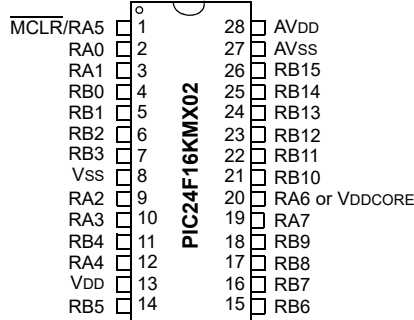 MCLR/RA5 1 28 AVDD
RA0 2 27 AVSS
RA1 3 26 RB15
RB0 4 25 RB14
RB1 5 24 RB13
RB2 6 23 RB12
RB3 7 22 RB11
VSS 8 21 RB10
RA2 9 20 RA6 or VDDCORE
RA3 10 19 RA7
RB4 11 18 RB9
RA4 12 17 RB8
VDD 13 16 RB7
RB5 14 15 RB6
PIC24F16KMX02